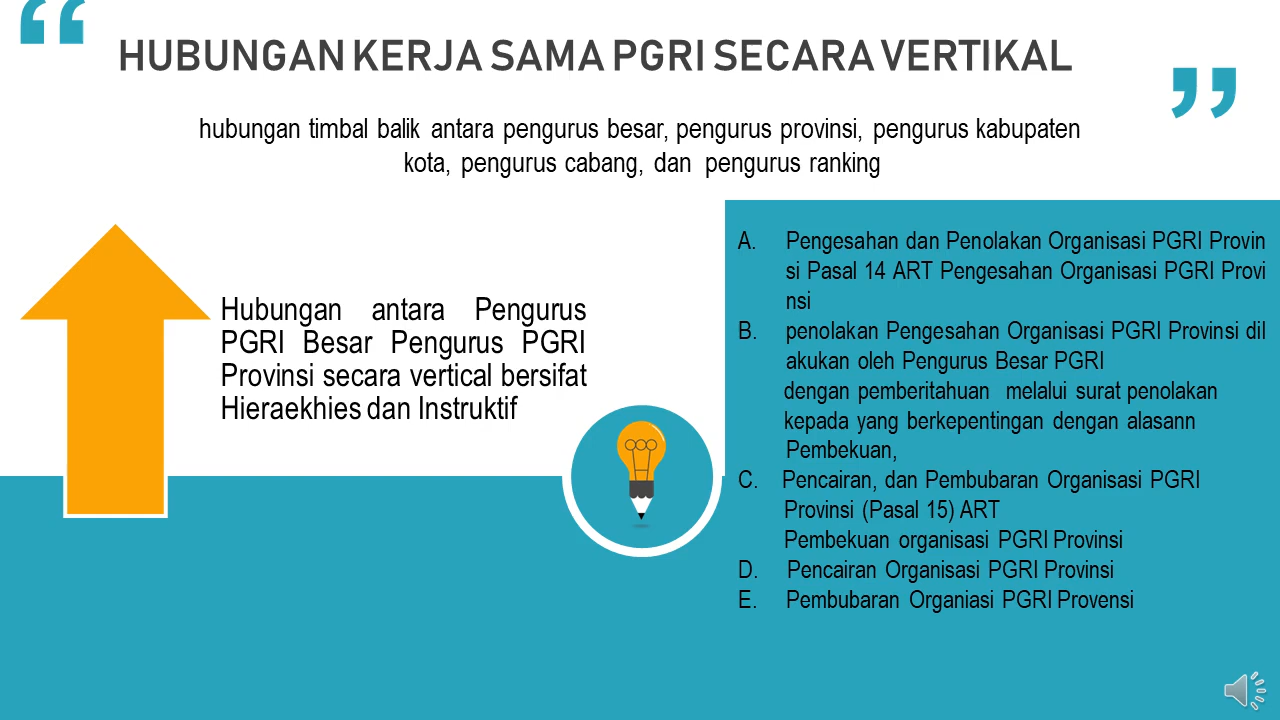 HUBUNGAN KERJA SAMA PGRI SECARA VERTIKAL
hubungan timbal balik antara pengurus besar, pengurus provinsi, pengurus kabupaten
kota, pengurus cabang, dan pengurus ranking
Hubungan antara Pengurus
PGRI Besar Pengurus PGRI
Provinsi secara vertical bersifat
Hieraekhies dan Instruktif
A. Pengesahan dan Penolakan Organisasi PGRI Provin
si Pasal 14 ART Pengesahan Organisasi PGRI Provi
nsi
B. penolakan Pengesahan Organisasi PGRI Provinsi dil
akukan oleh Pengurus Besar PGRI
dengan pemberitahuan melalui surat penolakan
kepada yang berkepentingan dengan alasann
Pembekuan,
C. Pencairan, dan Pembubaran Organisasi PGRI
Provinsi (Pasal 15) ART
Pembekuan organisasi PGRI Provinsi
D. Pencairan Organisasi PGRI Provinsi
E. Pembubaran Organiasi PGRI Provensi